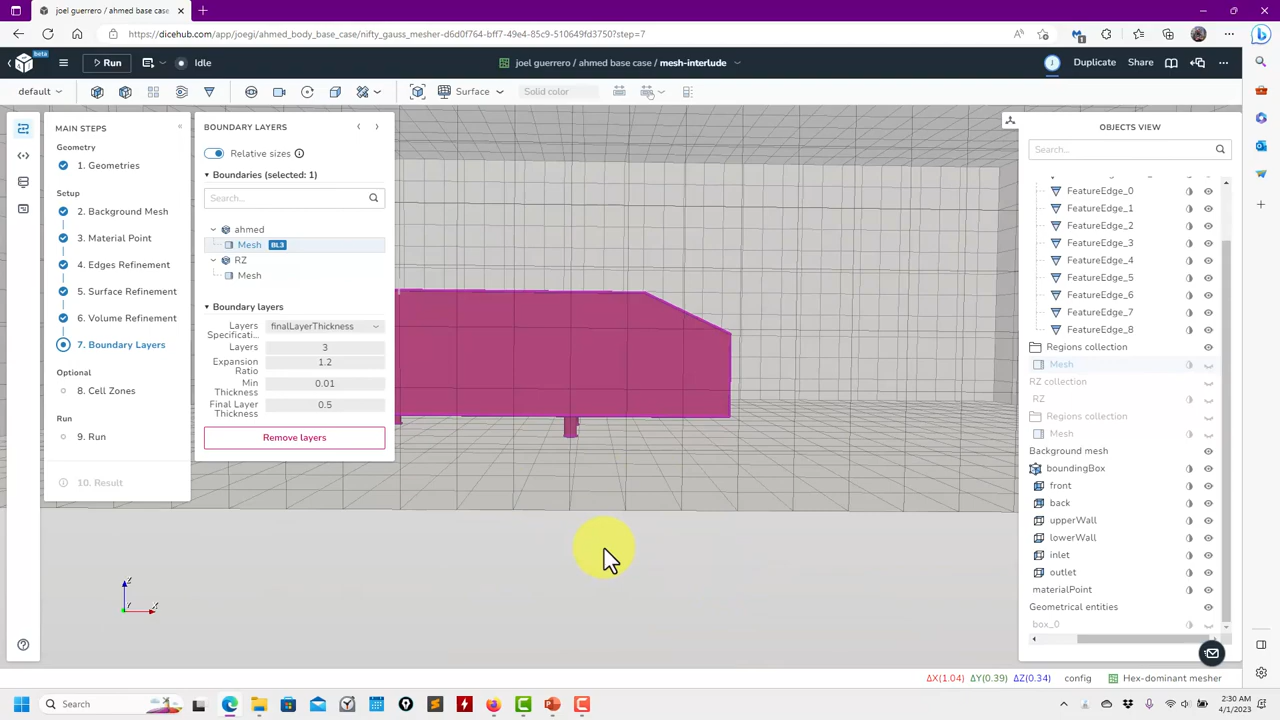 joel guerrero / ahmed body bas
https://dicehub.com/app/joegi/ahmed_body_base_case/nifty_gauss_mesher-d6d0f764-bff7-49e4-85c9-510649fd3750?step=7
beta
Run
Idle
joel guerrero / ahmed base case / mesh-interlude
J
Duplicate
Share
default
Surface
Solid color
MAIN STEPS
Geometry
1. Geometries
Setup
2. Background Mesh
3. Material Point
4. Edges Refinement
5. Surface Refinement
6. Volume Refinement
7. Boundary Layers
Optional
8. Cell Zones
Run
9. Run
10. Result
BOUNDARY LAYERS
Relative sizes
Boundaries (selected: 1)
Search...
ahmed
Mesh BL3
RZ
Mesh
Boundary layers
Layers Specificati... finalLayerThickness
Layers 3
Expansion Ratio 1.2
Min Thickness 0.01
Final Layer Thickness 0.5
Remove layers
OBJECTS VIEW
Search...
FeatureEdge_0
FeatureEdge_1
FeatureEdge_2
FeatureEdge_3
FeatureEdge_4
FeatureEdge_5
FeatureEdge_6
FeatureEdge_7
FeatureEdge_8
Regions collection
Mesh
RZ collection
RZ
Regions collection
Mesh
Background mesh
boundingBox
front
back
upperWall
lowerWall
inlet
outlet
materialPoint
Geometrical entities
box_0
Z
Y
X
ΔX(1.04) ΔY(0.39) ΔZ(0.34) config Hex-dominant mesher
Search
2:30 AM
4/1/2023